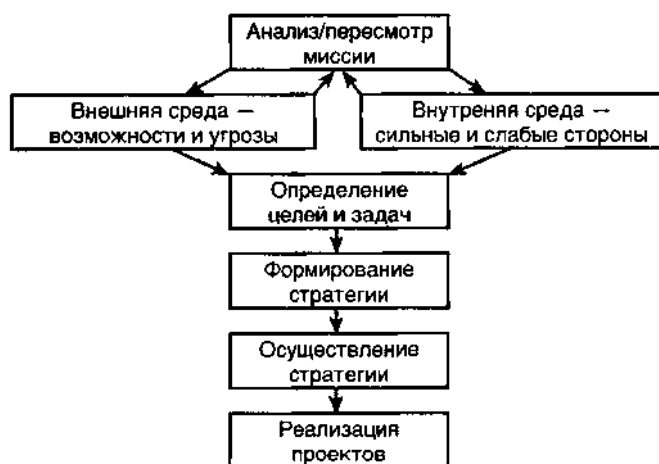 Анализ/пересмотр
миссии
Внешняя среда –
возможности и угрозы
Внутреняя среда –
сильные и слабые стороны
Определение
целей и задач
Формирование
стратегии
Осуществление
стратегии
Реализация
проектов